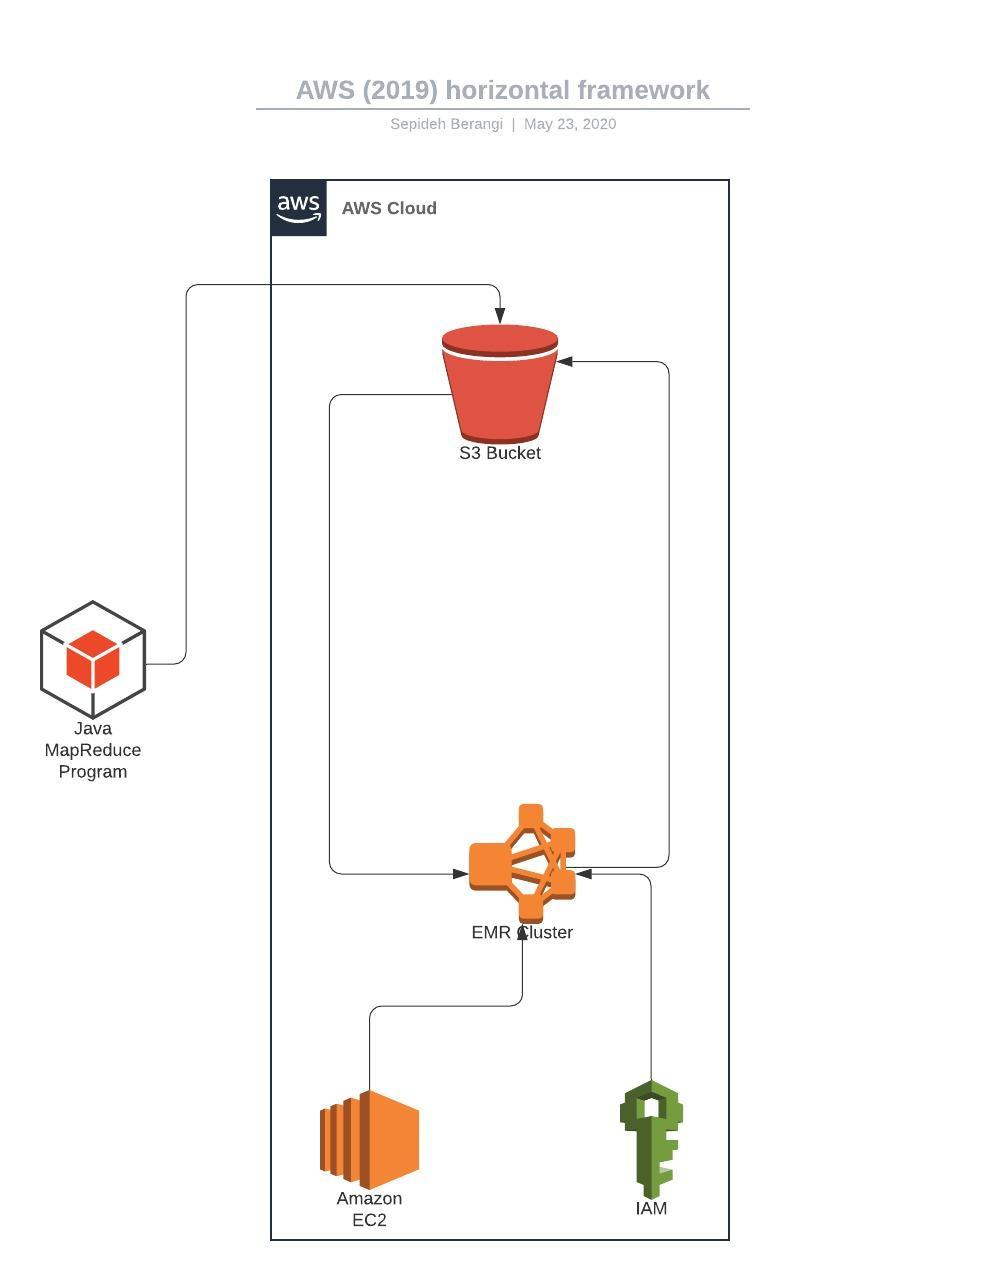 AWS (2019) horizontal framework
Sepideh Berangi | May 23, 2020
aws
AWS Cloud
S3 Bucket
Java
MapReduce
Program
EMR Cluster
Amazon
EC2
IAM